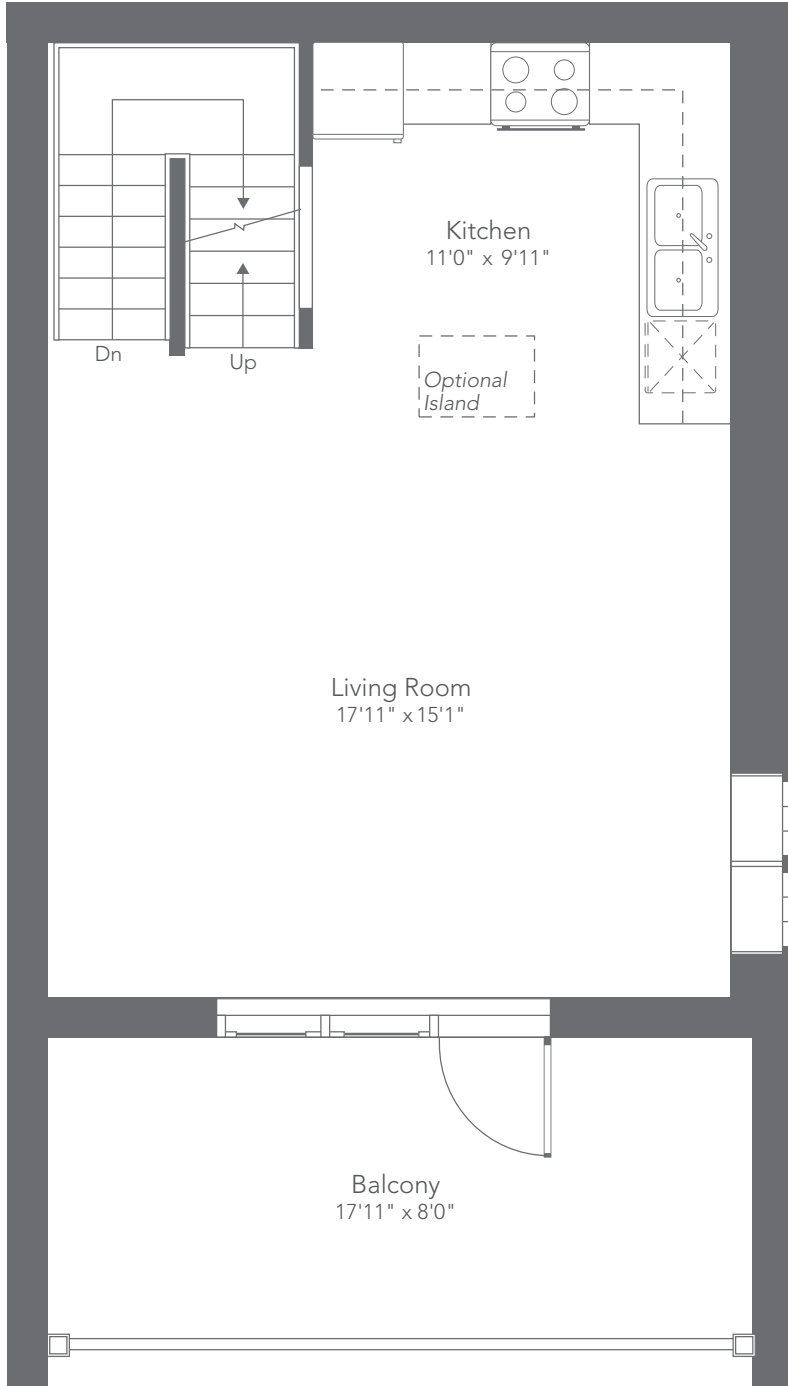 Kitchen
11'0" x 9'11"
Dn
Up
Optional
Island
Living Room
17'11" x 15'1"
Balcony
17'11" x 8'0"